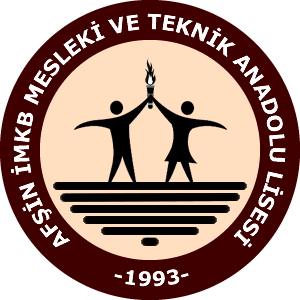 AFŞİN İMKB MESLEKİ VE TEKNİK ANADOLU LİSESİ
-1993-